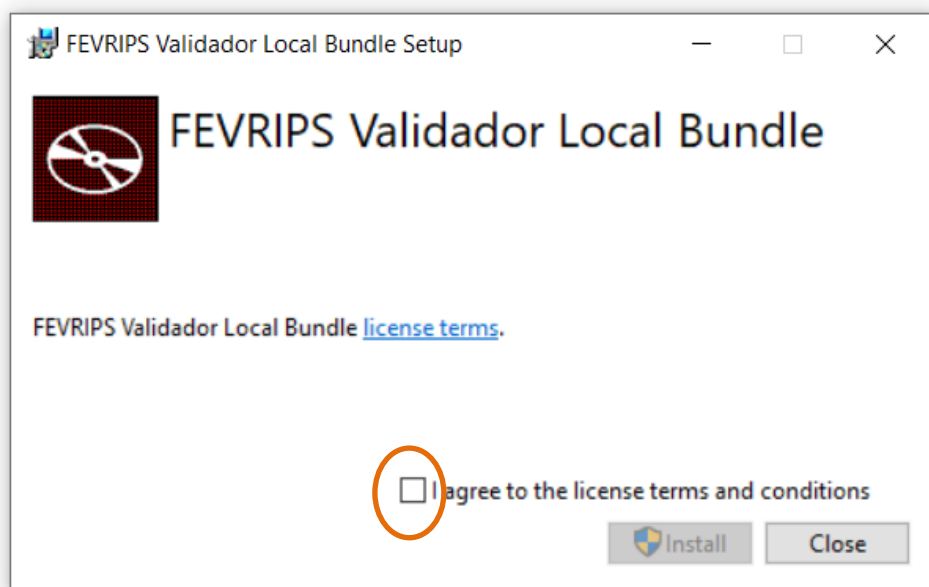 FEVRIPS Validador Local Bundle Setup
FEVRIPS Validador Local Bundle
FEVRIPS Validador Local Bundle license terms.
I agree to the license terms and conditions
Install
Close